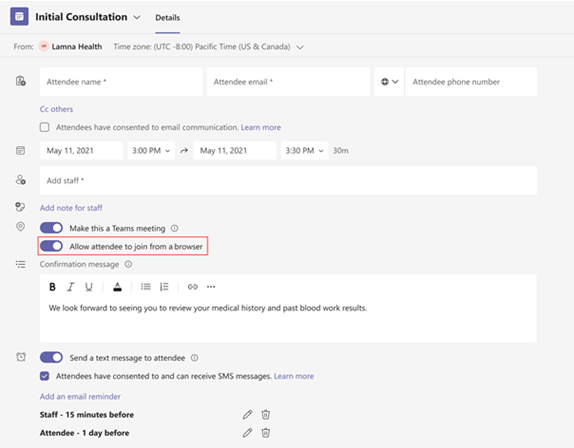 Initial Consultation
Details
From: Lamna Health Time zone: (UTC -8:00) Pacific Time (US & Canada)
Attendee name * Attendee email * Attendee phone number
Cc others
Attendees have consented to email communication. Learn more
May 11, 2021 3:00 PM May 11, 2021 3:30 PM 30m
Add staff *
Add note for staff
Make this a Teams meeting
Allow attendee to join from a browser
Confirmation message
B I U A
We look forward to seeing you to review your medical history and past blood work results.
Send a text message to attendee
Attendees have consented to and can receive SMS messages. Learn more
Add an email reminder
Staff - 15 minutes before
Attendee - 1 day before